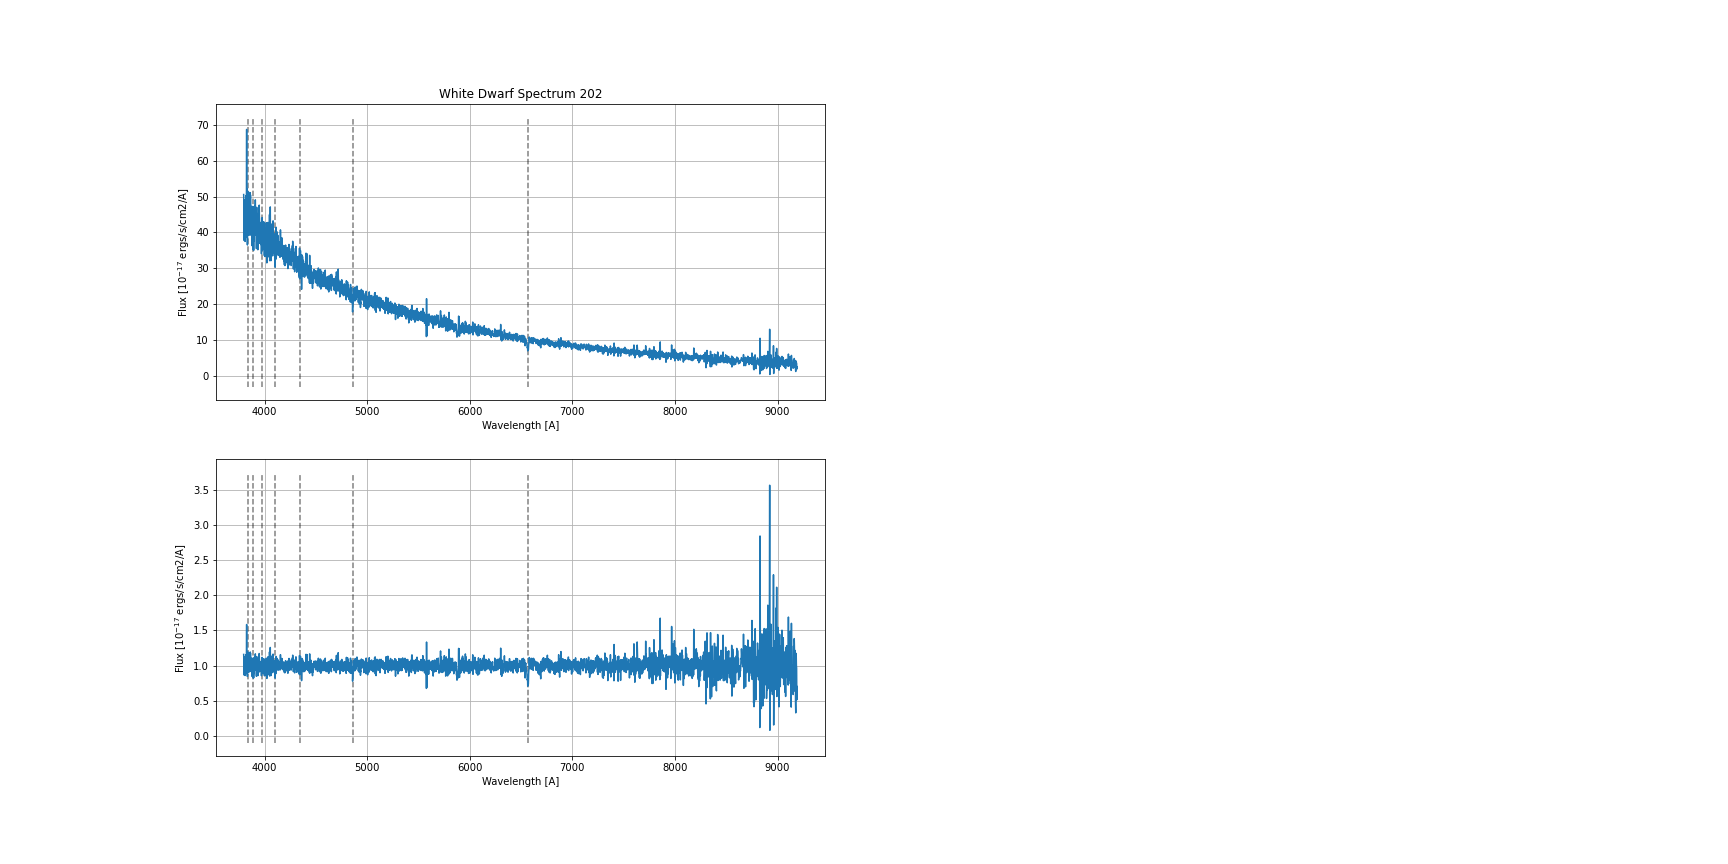 White Dwarf Spectrum 202
Flux [10⁻¹⁷ ergs/s/cm2/A]
70
60
50
40
30
20
10
0
4000 5000 6000 7000 8000 9000
Wavelength [A]
Flux [10⁻¹⁷ ergs/s/cm2/A]
3.5
3.0
2.5
2.0
1.5
1.0
0.5
0.0
4000 5000 6000 7000 8000 9000
Wavelength [A]